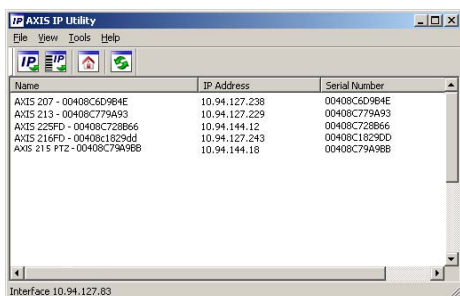 IP AXIS IP Utility
File View Tools Help
IP IP
Name IP Address Serial Number
AXIS 207 - 00408C6D9B4E 10.94.127.238 00408C6D9B4E
AXIS 213 - 00408C779A93 10.94.127.229 00408C779A93
AXIS 225FD - 00408C728B66 10.94.144.12 00408C728B66
AXIS 216FD - 00408c1829dd 10.94.127.243 00408C1829DD
AXIS 215 PTZ - 00408C79A9BB 10.94.144.18 00408C79A9BB
Interface 10.94.127.83